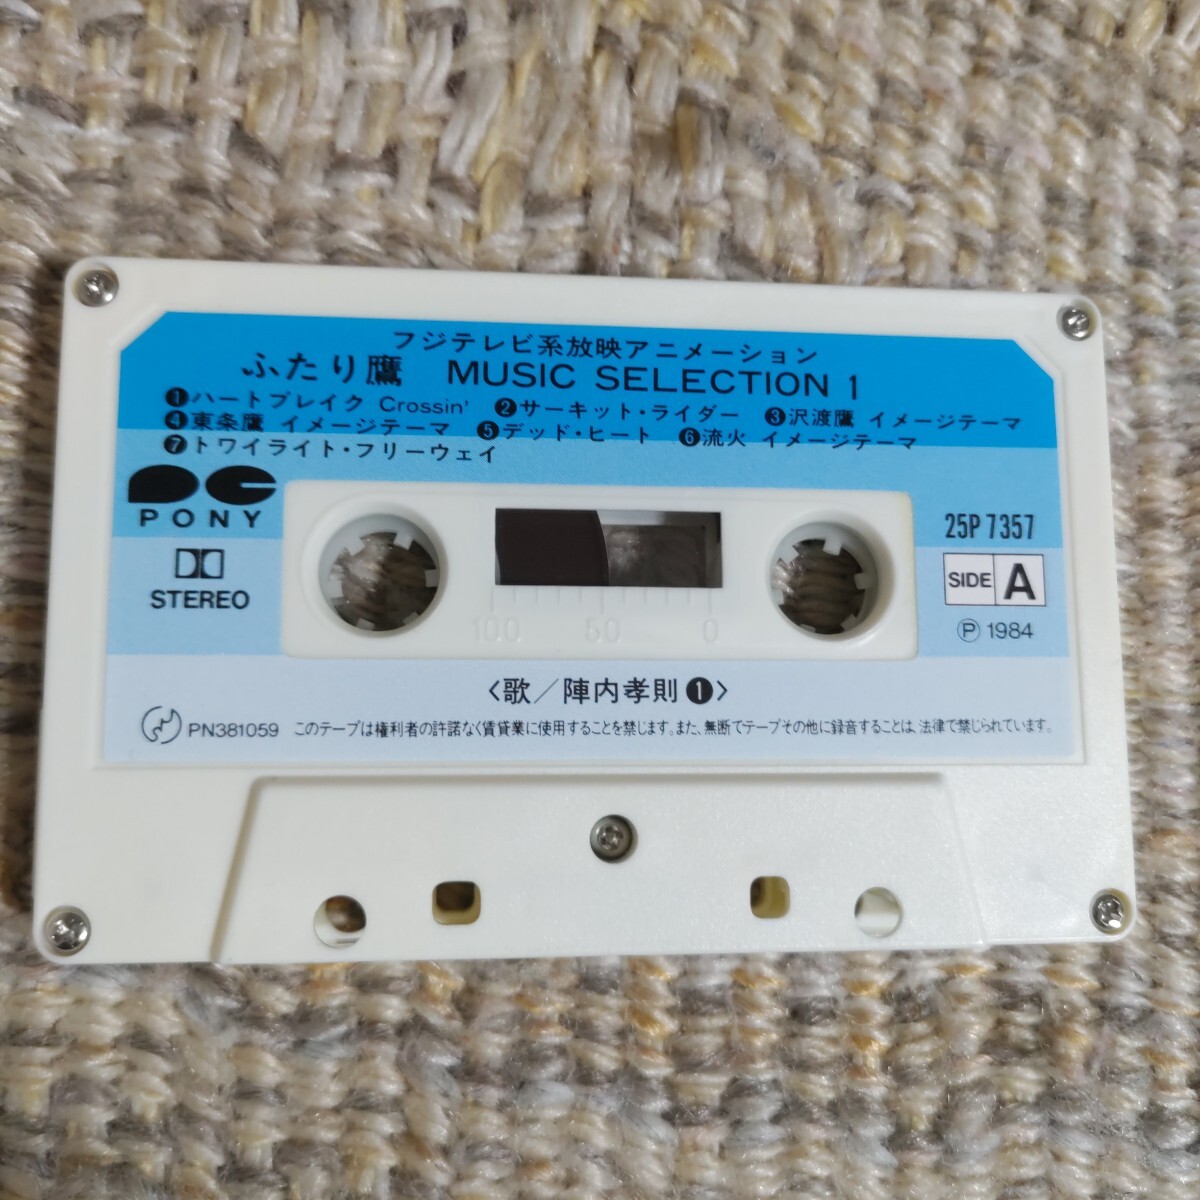 フジテレビ系放映アニメーション
ふたり鷹 MUSIC SELECTION 1
❶ハートブレイク Crossin' ❷サーキット・ライダー ❸沢渡鷹 イメージテーマ
❹東条鷹 イメージテーマ ❺デッド・ヒート ❻流火 イメージテーマ
❼トワイライト・フリーウェイ
PONY
STEREO
25P 7357
SIDE A
Ⓟ 1984
100 50 0
〈歌／陣内孝則❶〉
PN381059 このテープは権利者の許諾なく賃貸業に使用することを禁じます。また、無断でテープその他に録音することは、法律で禁じられています。